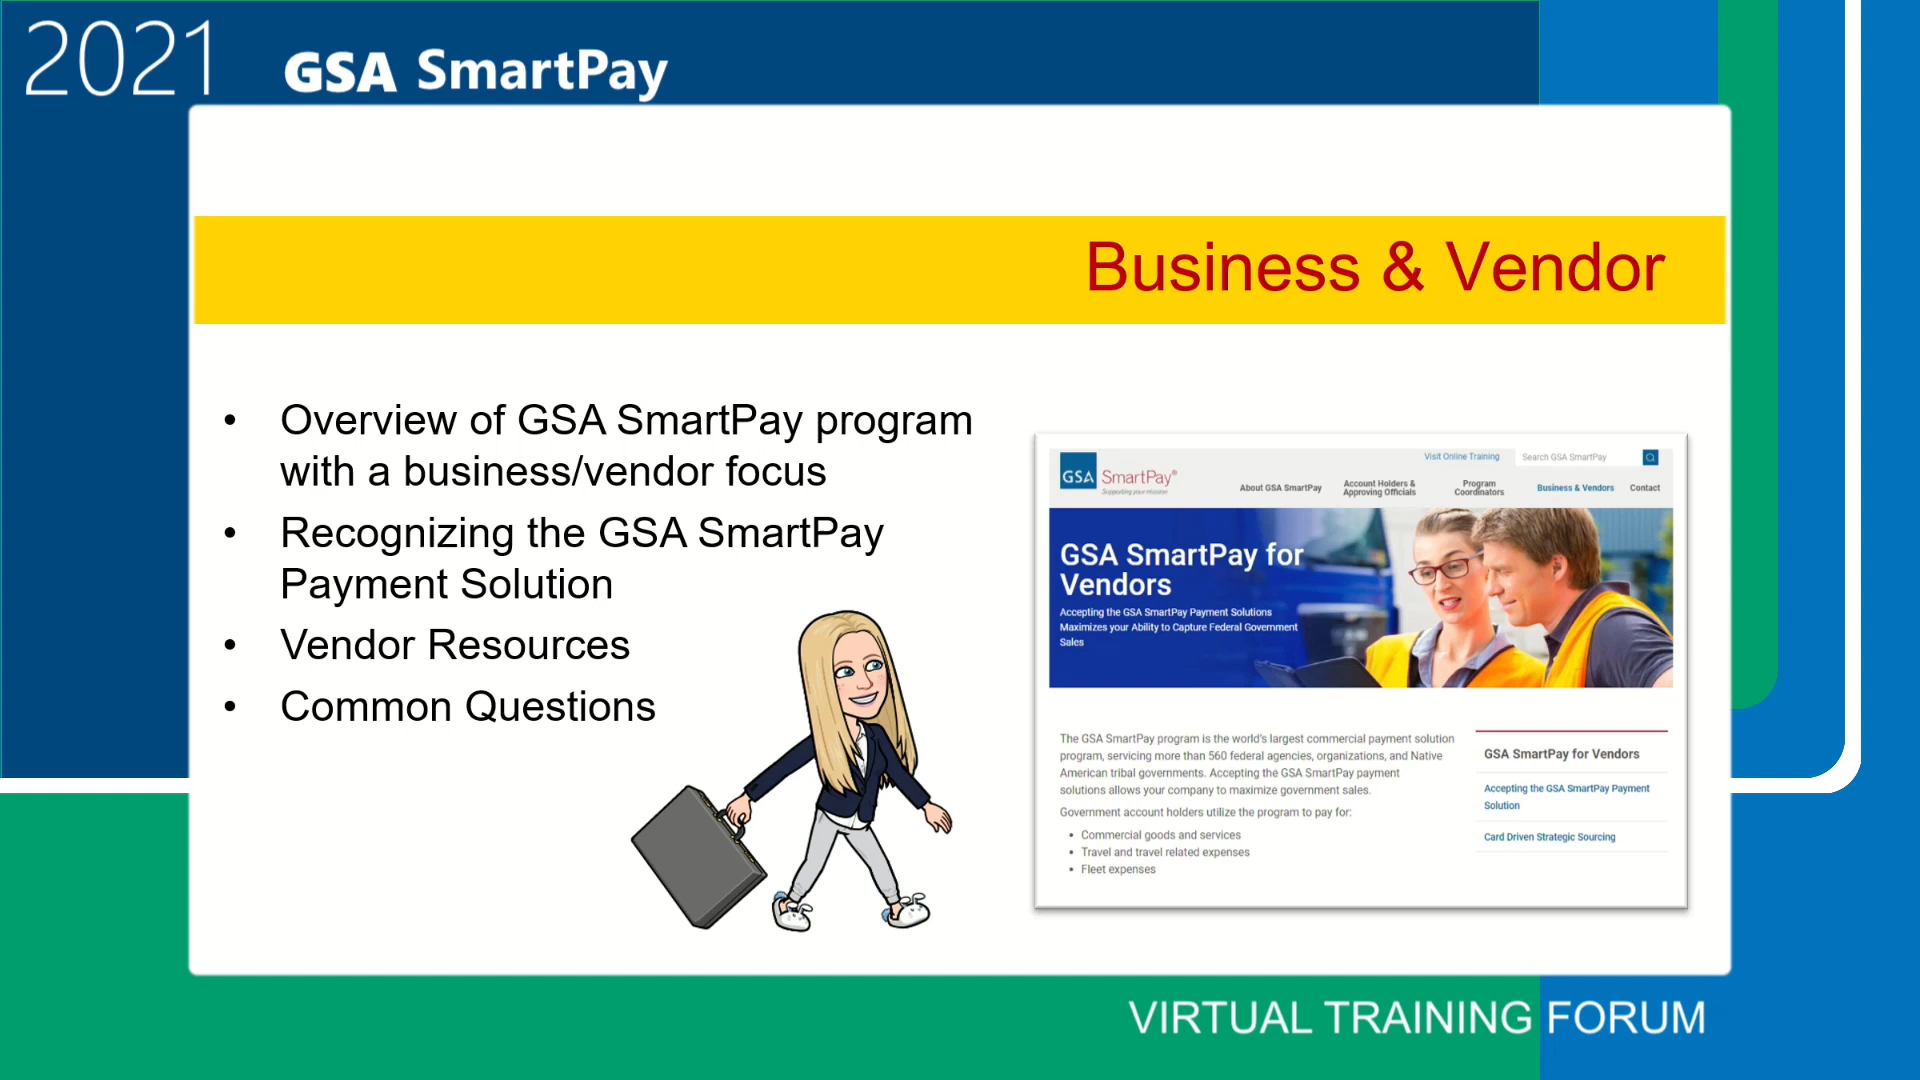 2021 GSA SmartPay
Business & Vendor
• Overview of GSA SmartPay program
with a business/vendor focus
• Recognizing the GSA SmartPay
Payment Solution
• Vendor Resources
• Common Questions
Visit Online Training Search GSA SmartPay
GSA SmartPay®
Supporting your mission
About GSA SmartPay Account Holders & Approving Officials Program Coordinators Business & Vendors Contact
GSA SmartPay for
Vendors
Accepting the GSA SmartPay Payment Solutions
Maximizes your Ability to Capture Federal Government
Sales
The GSA SmartPay program is the world's largest commercial payment solution
program, servicing more than 560 federal agencies, organizations, and Native
American tribal governments. Accepting the GSA SmartPay payment
solutions allows your company to maximize government sales.
Government account holders utilize the program to pay for:
• Commercial goods and services
• Travel and travel related expenses
• Fleet expenses
GSA SmartPay for Vendors
Accepting the GSA SmartPay Payment
Solution
Card Driven Strategic Sourcing
VIRTUAL TRAINING FORUM